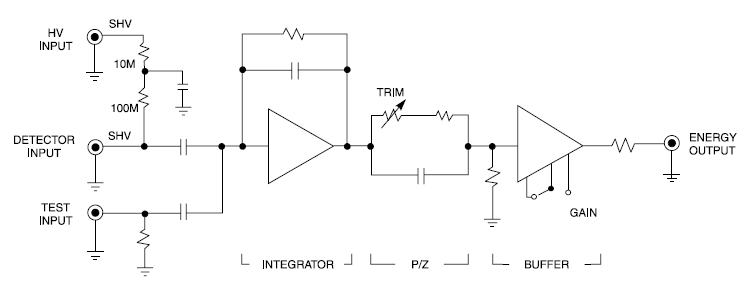 HV
INPUT
SHV
10M
100M
DETECTOR
INPUT
SHV
TEST
INPUT
TRIM
GAIN
ENERGY
OUTPUT
INTEGRATOR
P/Z
BUFFER